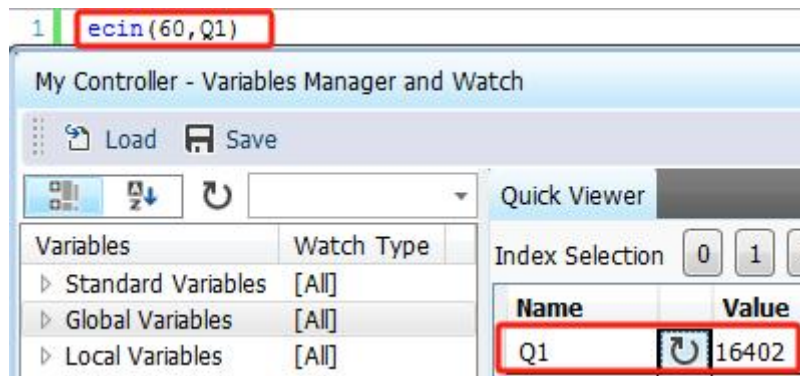 1 ecin(60,Q1)
My Controller - Variables Manager and Watch
Load Save
Quick Viewer
Variables Watch Type
Index Selection 0 1
Standard Variables [All]
Name Value
Global Variables [All]
Q1 16402
Local Variables [All]